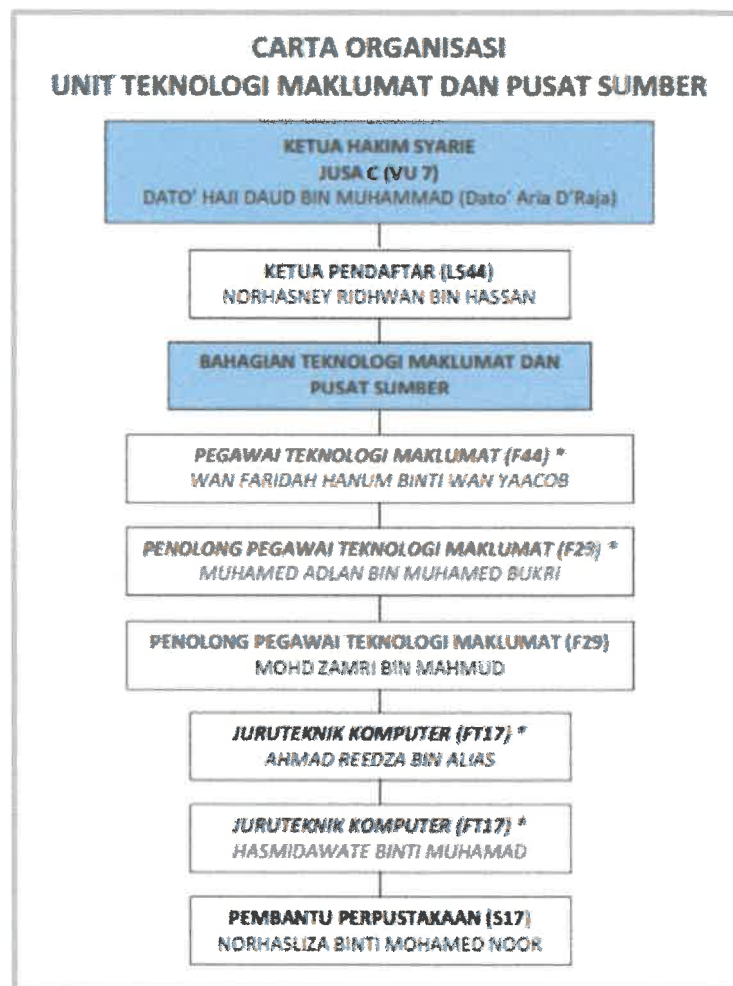 CARTA ORGANISASI
UNIT TEKNOLOGI MAKLUMAT DAN PUSAT SUMBER
KETUA HAKIM SYARIE
JUSA C (VU 7)
DATO' HAJI DAUD BIN MUHAMMAD (Dato' Aria D'Raja)
KETUA PENDAFTAR (LS44)
NORHASNEY RIDHWAN BIN HASSAN
BAHAGIAN TEKNOLOGI MAKLUMAT DAN
PUSAT SUMBER
PEGAWAI TEKNOLOGI MAKLUMAT (F44) *
WAN FARIDAH HANUM BINTI WAN YAACOB
PENOLONG PEGAWAI TEKNOLOGI MAKLUMAT (F29) *
MUHAMED ADLAN BIN MUHAMED BUKRI
PENOLONG PEGAWAI TEKNOLOGI MAKLUMAT (F29)
MOHD ZAMRI BIN MAHMUD
JURUTEKNIK KOMPUTER (FT17) *
AHMAD REEDZA BIN ALIAS
JURUTEKNIK KOMPUTER (FT17) *
HASMIDAWATE BINTI MUHAMAD
PEMBANTU PERPUSTAKAAN (S17)
NORHASLIZA BINTI MOHAMED NOOR